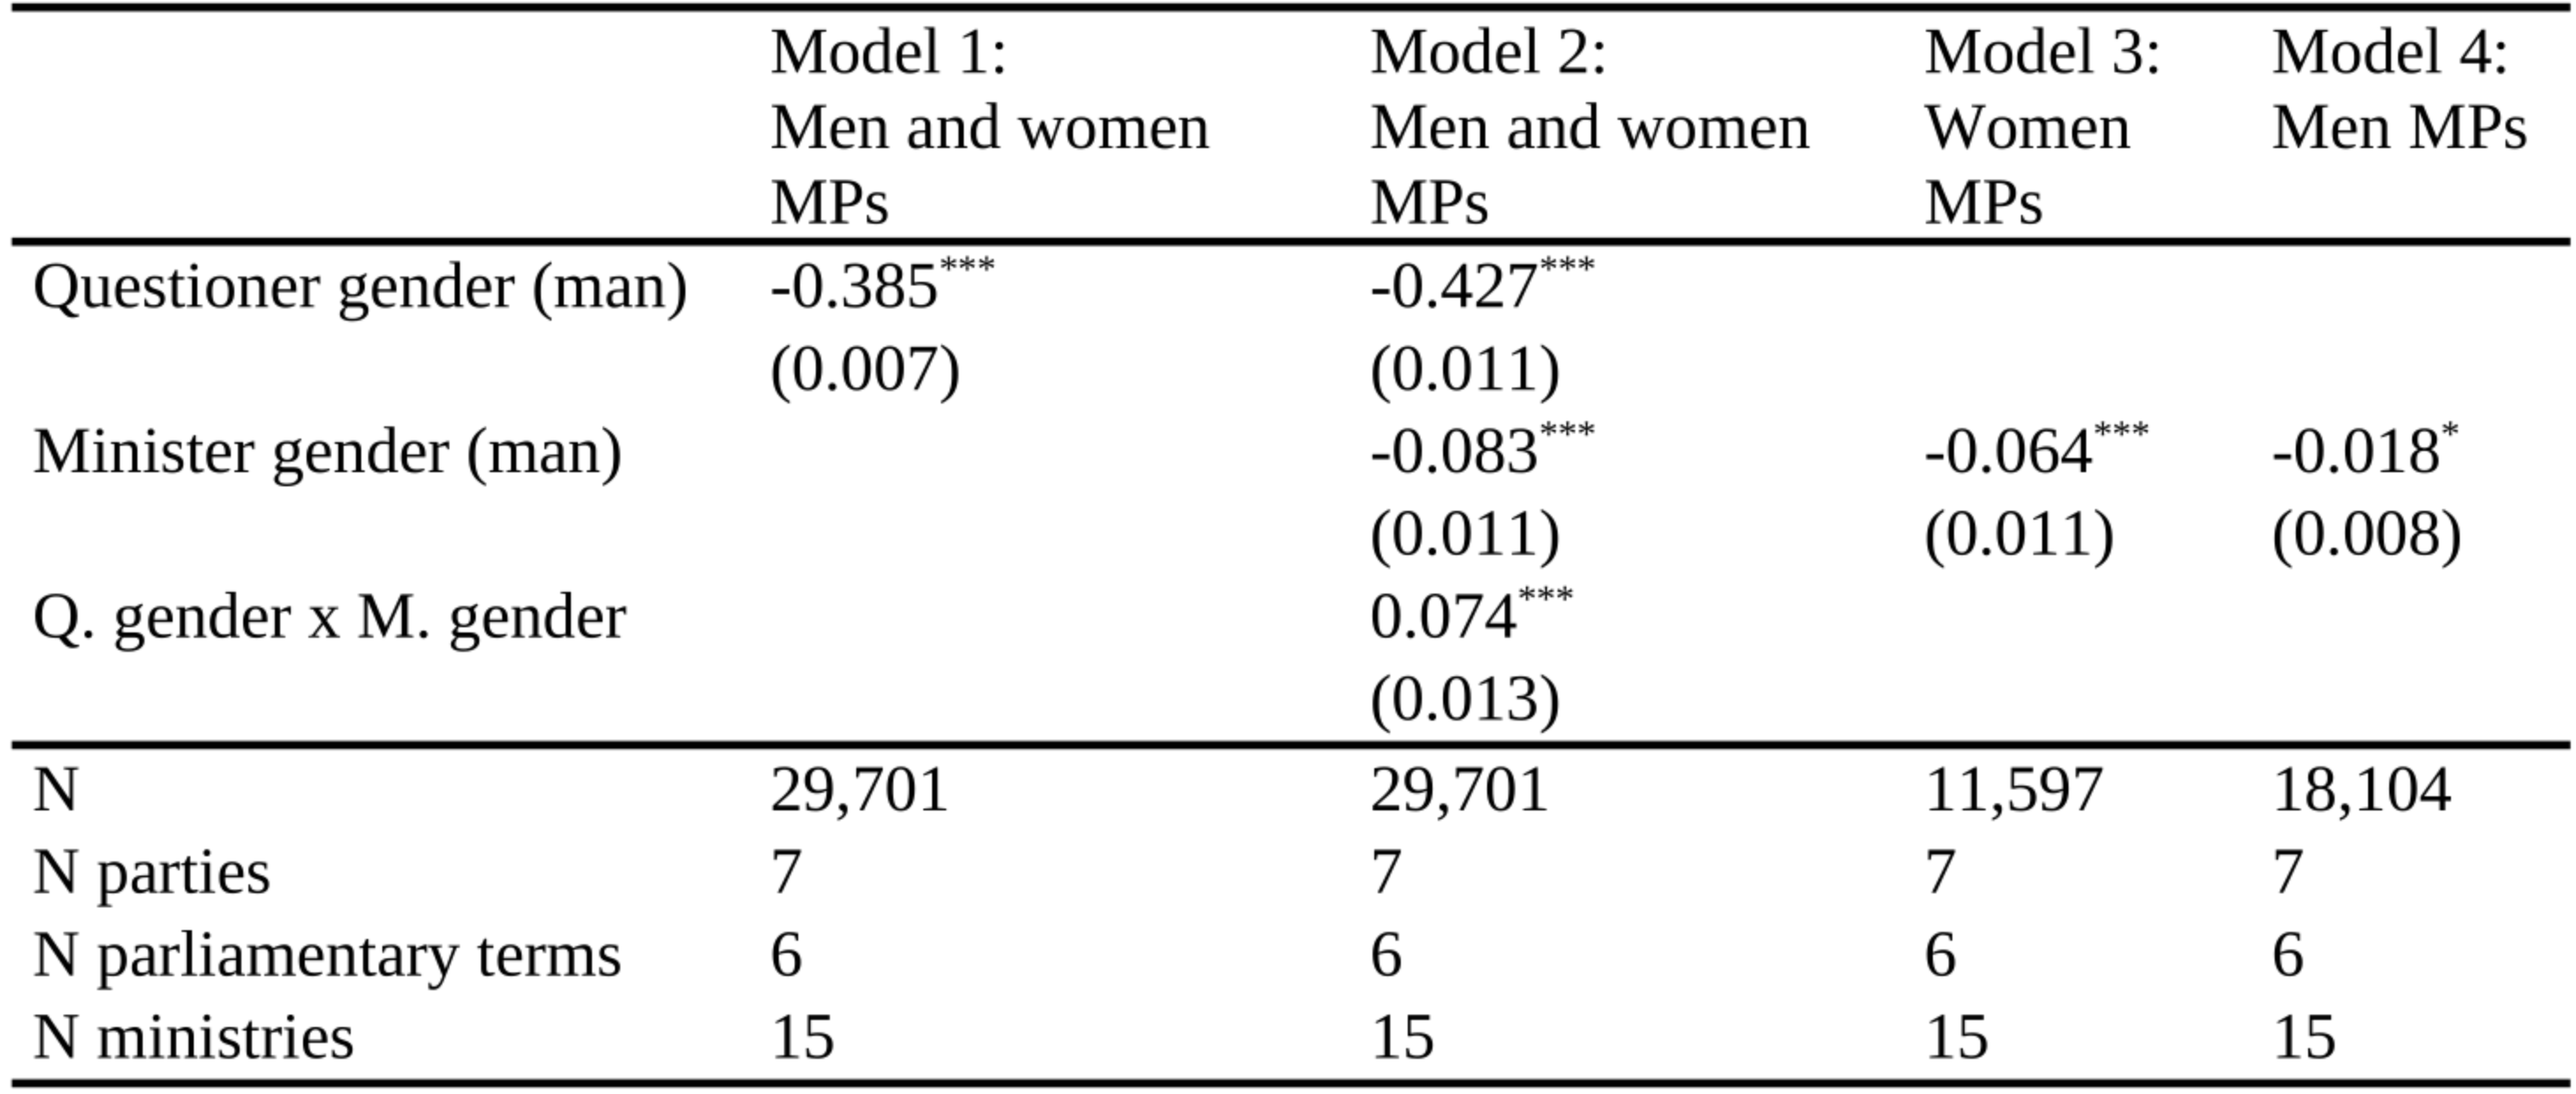 Model 1: Model 2: Model 3: Model 4:
Men and women Men and women Women Men MPs
MPs MPs MPs
Questioner gender (man) -0.385*** -0.427***
(0.007) (0.011)
Minister gender (man) -0.083*** -0.064*** -0.018*
(0.011) (0.011) (0.008)
Q. gender x M. gender 0.074***
(0.013)
N 29,701 29,701 11,597 18,104
N parties 7 7 7 7
N parliamentary terms 6 6 6 6
N ministries 15 15 15 15